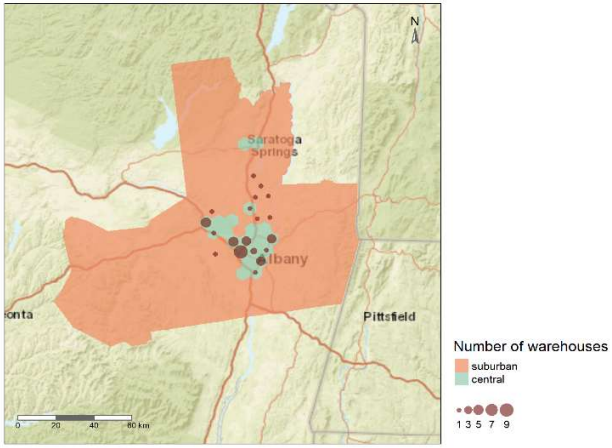 N
Saratoga
Springs
Albany
onta
Pittsfield
Number of warehouses
suburban
central
1 3 5 7 9
0 20 40 60 km